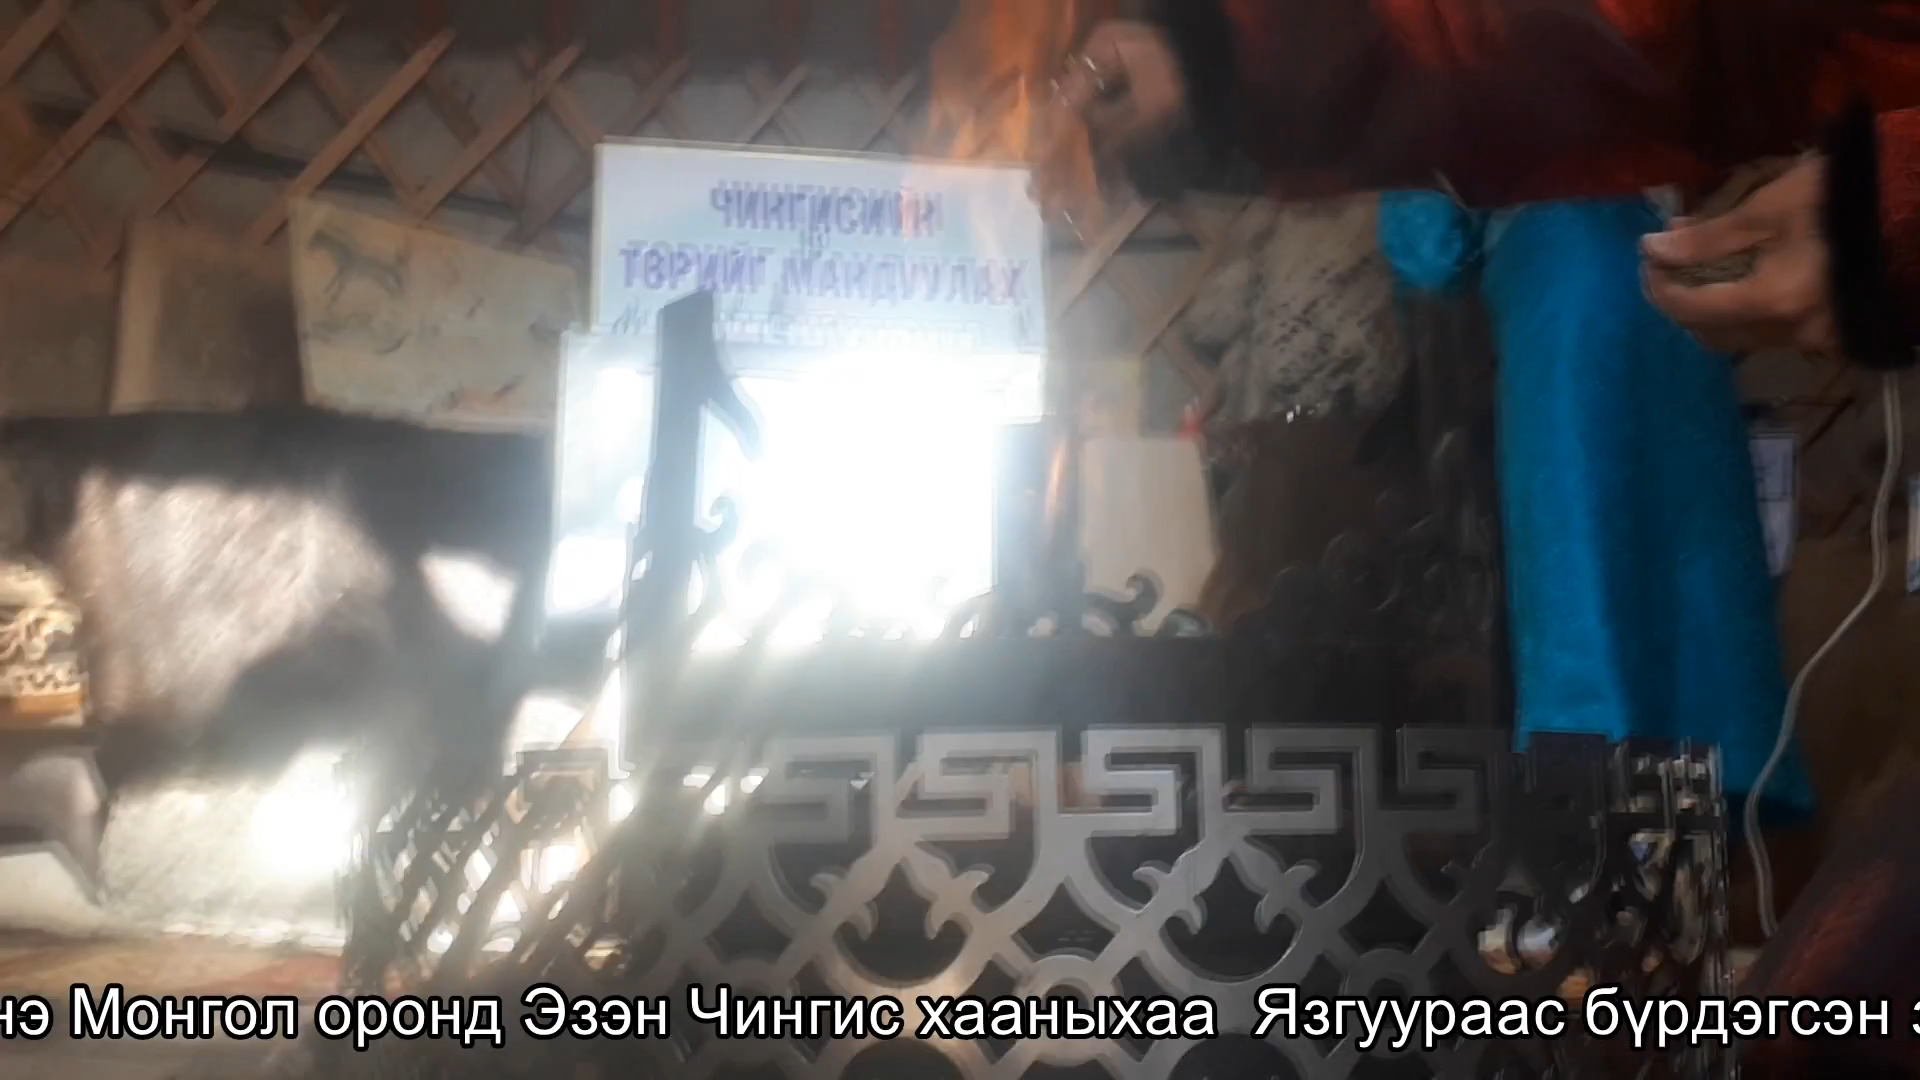 ЧИНГИСИЙН
ТӨРИЙГ МАНДУУЛАХ
нэ Монгол оронд Эзэн Чингис хааныхаа Язгуураас бүрдэгсэн э